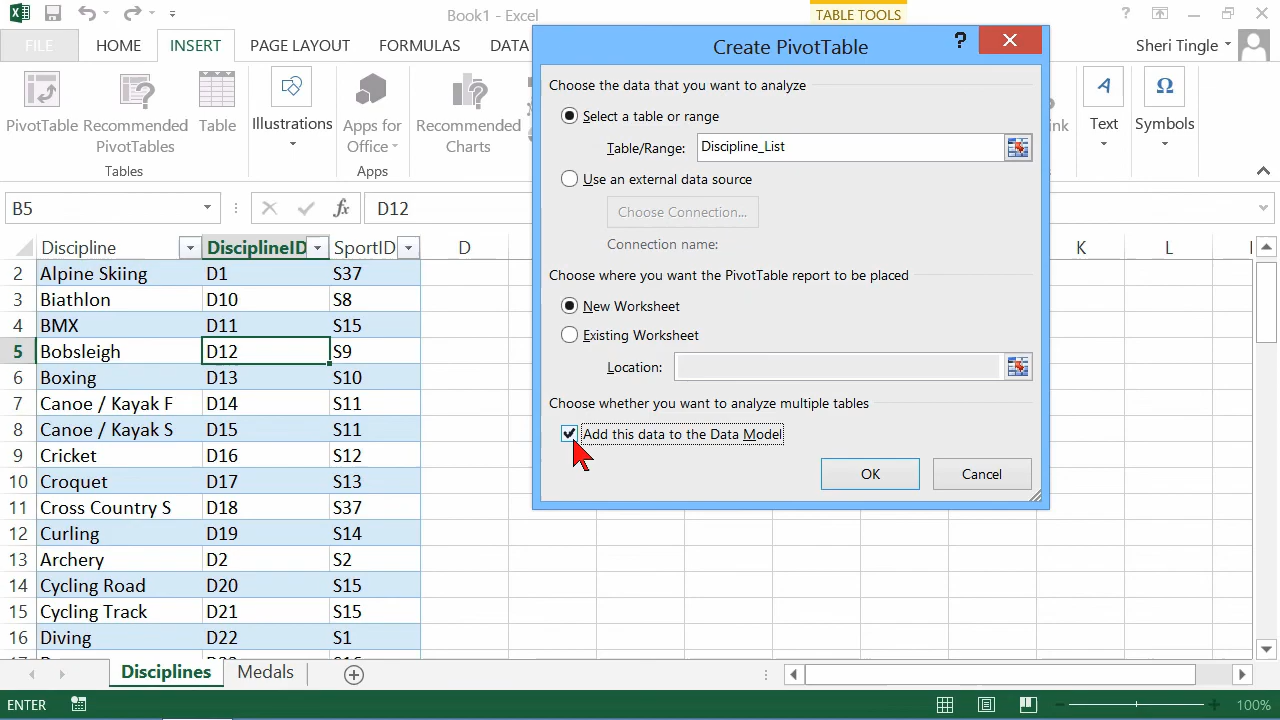 Book1 - Excel
TABLE TOOLS
?
FILE
HOME
INSERT
PAGE LAYOUT
FORMULAS
DATA
Sheri Tingle
PivotTable
Recommended
PivotTables
Table
Tables
Illustrations
Apps for
Office
Apps
Recommended
Charts
Text
Symbols
Create PivotTable
?
Choose the data that you want to analyze
Select a table or range
Table/Range:
Discipline_List
Use an external data source
Choose Connection...
Connection name:
Choose where you want the PivotTable report to be placed
New Worksheet
Existing Worksheet
Location:
Choose whether you want to analyze multiple tables
Add this data to the Data Model
OK
Cancel
B5
fx
D12
Discipline DisciplineID SportID D K L
2 Alpine Skiing D1 S37
3 Biathlon D10 S8
4 BMX D11 S15
5 Bobsleigh D12 S9
6 Boxing D13 S10
7 Canoe / Kayak F D14 S11
8 Canoe / Kayak S D15 S11
9 Cricket D16 S12
10 Croquet D17 S13
11 Cross Country S D18 S37
12 Curling D19 S14
13 Archery D2 S2
14 Cycling Road D20 S15
15 Cycling Track D21 S15
16 Diving D22 S1
Disciplines
Medals
ENTER
100%